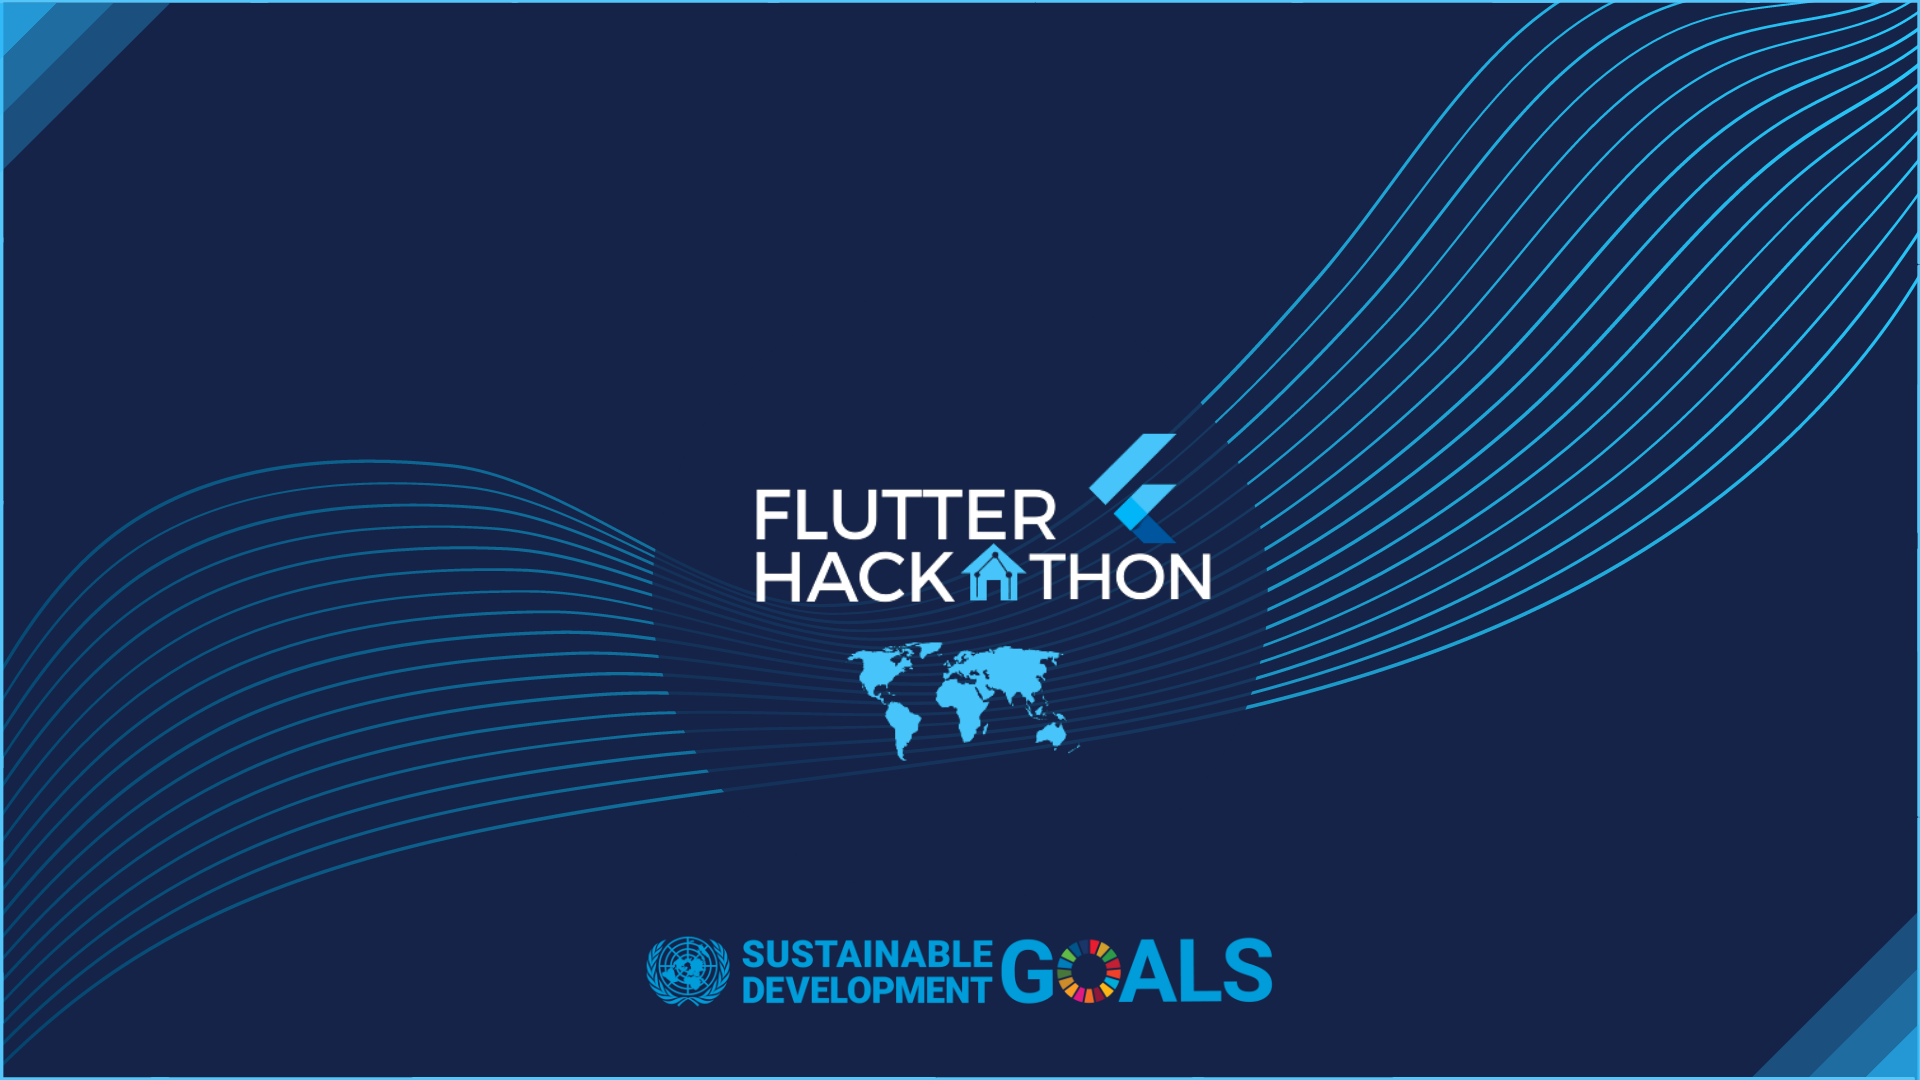 FLUTTER
HACKATHON
SUSTAINABLE
DEVELOPMENT
GOALS